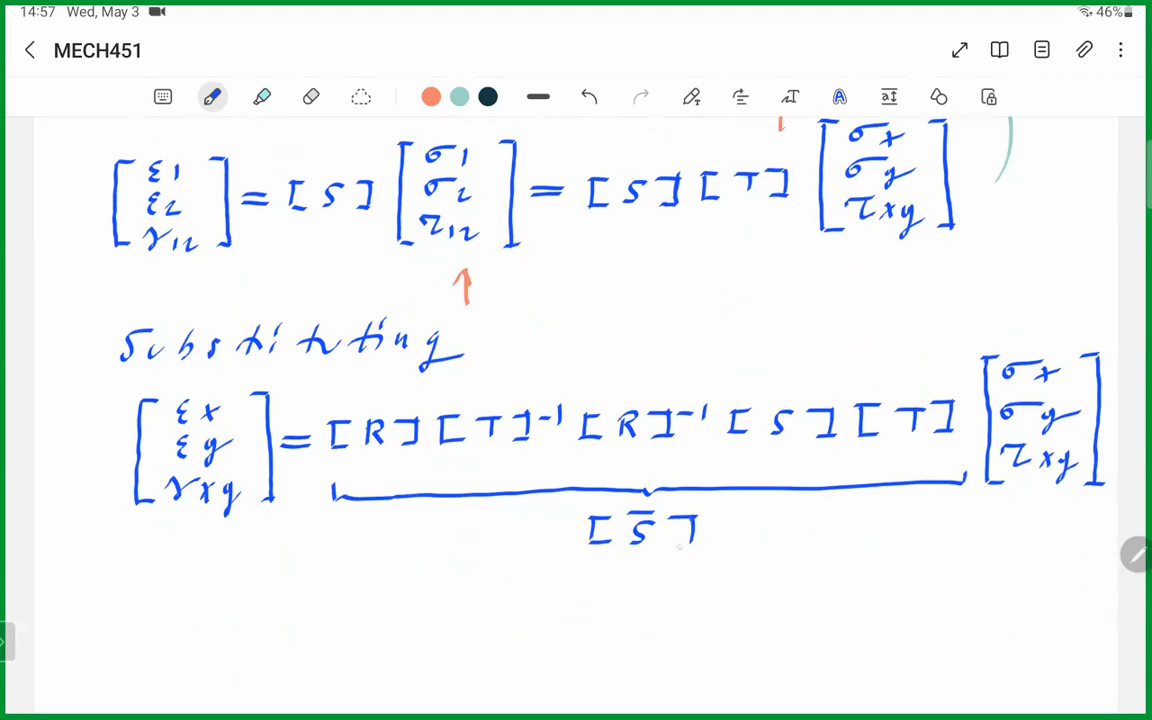 14:57 Wed, May 3
46%
MECH451
[ε1 ε2 γ12] = [S] [σ1 σ2 τ12] = [S] [T] [σx σy τxy]
Substituting
[εx εy γxy] = [R] [T]⁻¹ [R]⁻¹ [S] [T] [σx σy τxy]
[S̄]